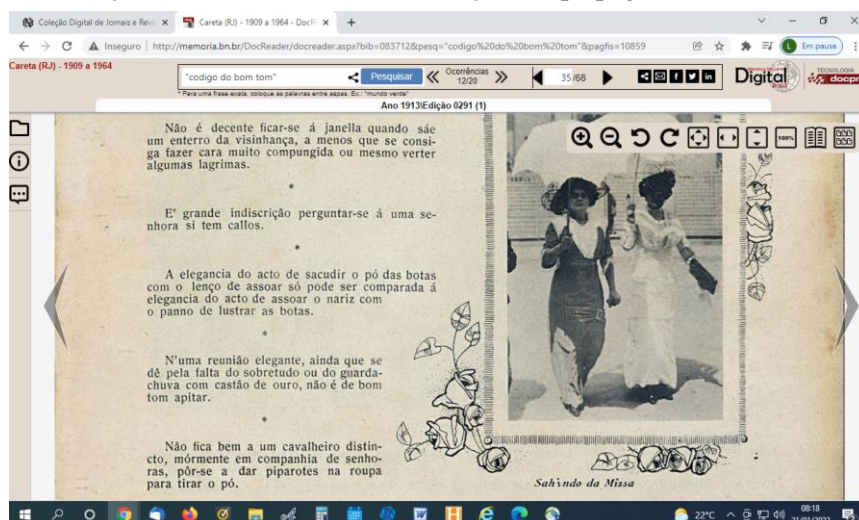 Coleção Digital de Jornais e Revi
Careta (RJ) - 1909 a 1964 - DocR
Inseguro | http://memoria.bn.br/DocReader/docreader.aspx?bib=083712&pesq="codigo%20do%20bom%20tom"&pagfis=10859
Em pausa
Careta (RJ) - 1909 a 1964
"codigo do bom tom"
Pesquisar
Ocorrências
12/20
35/68
Digital
TECNOLOGIA
docpro
* Para uma frase exata, coloque as palavras entre aspas. Ex.: "mundo verde"
Ano 1913\Edição 0291 (1)
100%
Não é decente ficar-se á janella quando sáe
um enterro da visinhança, a menos que se consi-
ga fazer cara muito compungida ou mesmo verter
algumas lagrimas.
*
E' grande indiscrição perguntar-se á uma se-
nhora si tem callos.
*
A elegancia do acto de sacudir o pó das botas
com o lenço de assoar só pode ser comparada á
elegancia do acto de assoar o nariz com
o panno de lustrar as botas.
*
N'uma reunião elegante, ainda que se
dê pela falta do sobretudo ou do guarda-
chuva com castão de ouro, não é de bom
tom apitar.
*
Não fica bem a um cavalheiro distin-
cto, mórmente em companhia de senho-
ras, pôr-se a dar piparotes na roupa
para tirar o pó.
Sahindo da Missa
22°C
08:18
21/01/2022